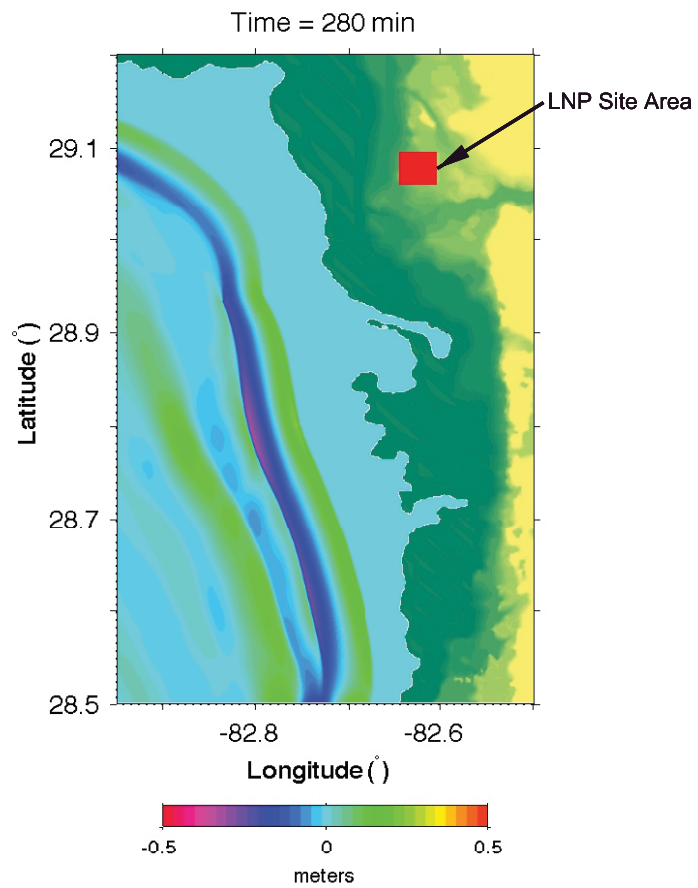 Time = 280 min
LNP Site Area
29.1
28.9
28.7
28.5
Latitude (°)
-82.8 -82.6
Longitude (°)
-0.5 0 0.5
meters